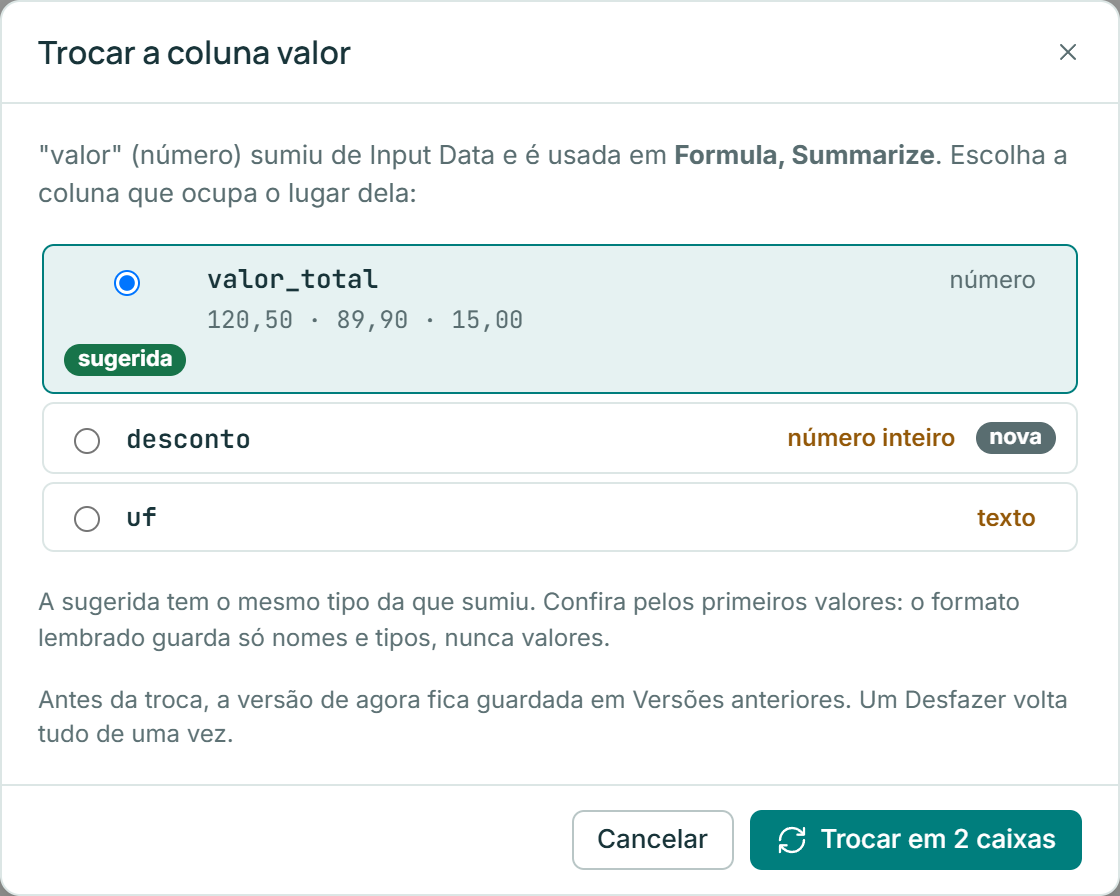 Trocar a coluna valor
"valor" (número) sumiu de Input Data e é usada em Formula, Summarize. Escolha a
coluna que ocupa o lugar dela:
valor_total número
120,50 · 89,90 · 15,00
sugerida
desconto número inteiro nova
uf texto
A sugerida tem o mesmo tipo da que sumiu. Confira pelos primeiros valores: o formato
lembrado guarda só nomes e tipos, nunca valores.
Antes da troca, a versão de agora fica guardada em Versões anteriores. Um Desfazer volta
tudo de uma vez.
Cancelar Trocar em 2 caixas